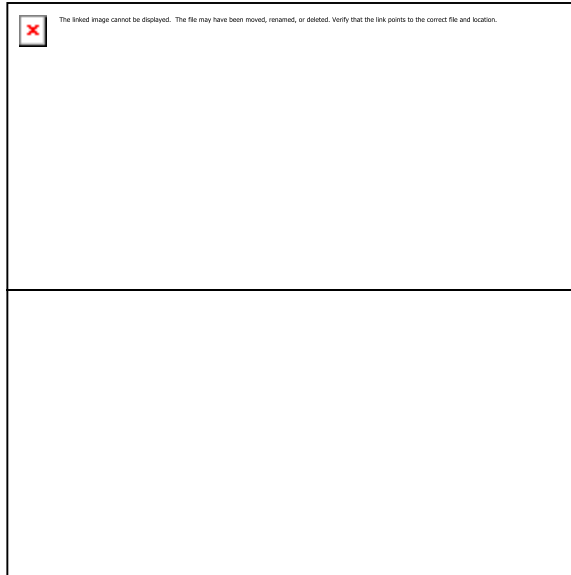 The linked image cannot be displayed. The file may have been moved, renamed, or deleted. Verify that the link points to the correct file and location.